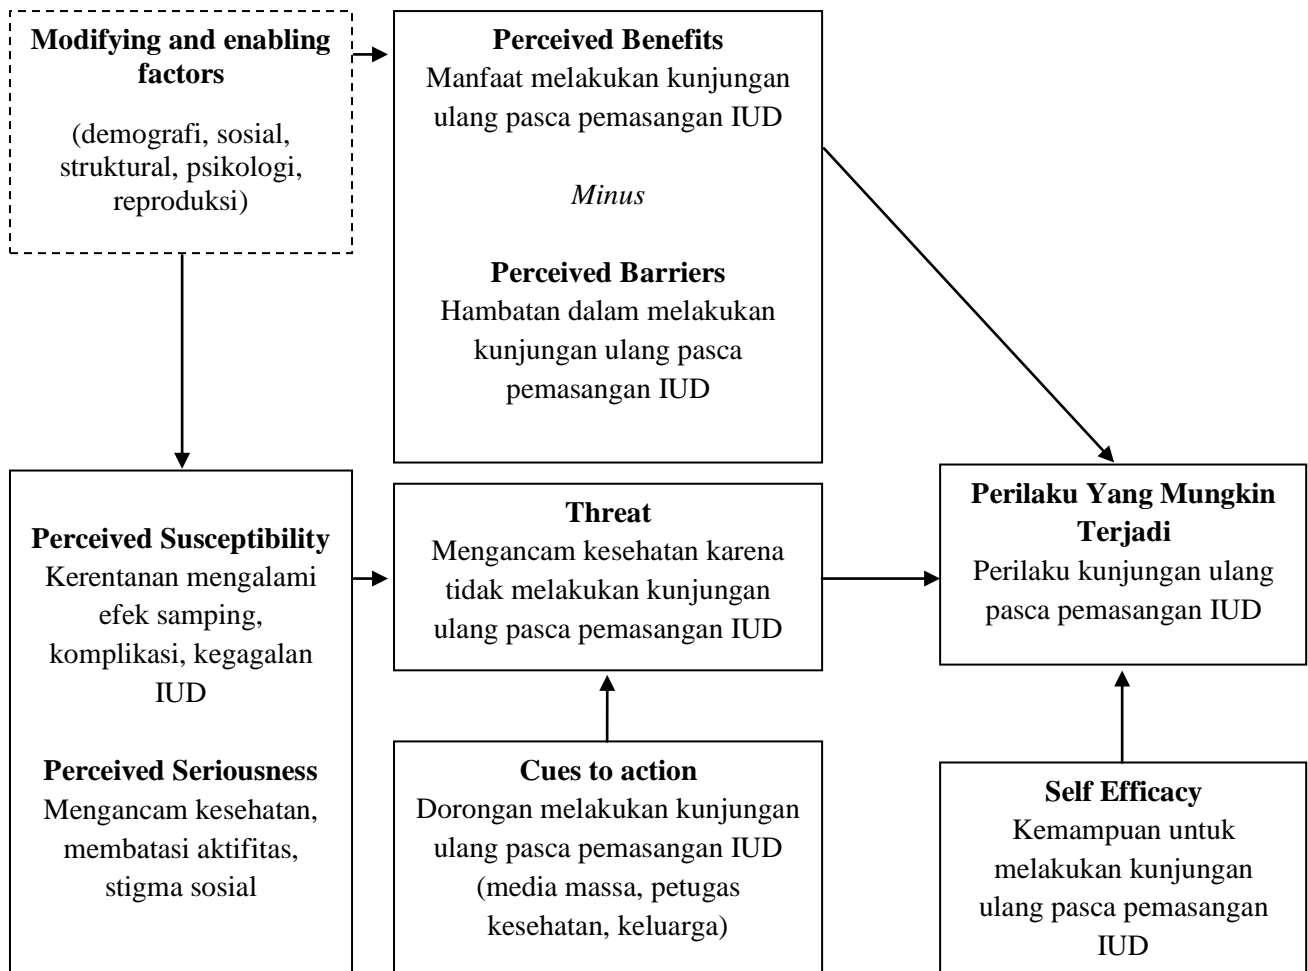 Modifying and enabling
factors
(demografi, sosial,
struktural, psikologi,
reproduksi)
Perceived Benefits
Manfaat melakukan kunjungan
ulang pasca pemasangan IUD
Minus
Perceived Barriers
Hambatan dalam melakukan
kunjungan ulang pasca
pemasangan IUD
Perceived Susceptibility
Kerentanan mengalami
efek samping,
komplikasi, kegagalan
IUD
Perceived Seriousness
Mengancam kesehatan,
membatasi aktifitas,
stigma sosial
Threat
Mengancam kesehatan karena
tidak melakukan kunjungan
ulang pasca pemasangan IUD
Cues to action
Dorongan melakukan kunjungan
ulang pasca pemasangan IUD
(media massa, petugas
kesehatan, keluarga)
Perilaku Yang Mungkin
Terjadi
Perilaku kunjungan ulang
pasca pemasangan IUD
Self Efficacy
Kemampuan untuk
melakukan kunjungan
ulang pasca pemasangan
IUD